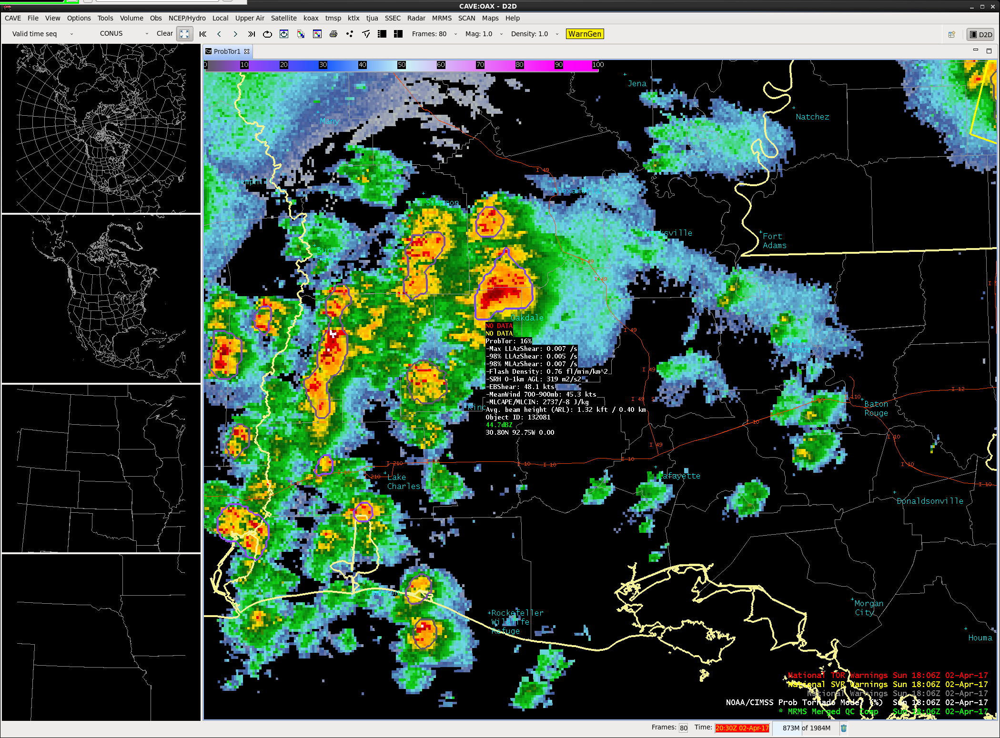 CAVE:OAX - D2D
CAVE File View Options Tools Volume Obs NCEP/Hydro Local Upper Air Satellite koax tmsp ktlx tjua SSEC Radar MRMS SCAN Maps Help
Valid time seq CONUS Clear Frames: 80 Mag: 1.0 Density: 1.0 WarnGen D2D
ProbTor1
0 10 20 30 40 50 60 70 80 90 100
Jena
Natchez
Many
Hemphill
I 49
Alexandria
Simpson
Marksville
Fort
Adams
Burr
Ferry
I 49
I 49
Oakdale
I 49
New
Roads
NO DATA
NO DATA
ProbTor: 16%
-Max LLAzShear: 0.007 /s
-98% LLAzShear: 0.005 /s
-98% MLAzShear: 0.007 /s
-Flash Density: 0.76 fl/min/km^2
-SRH 0-1km AGL: 319 m2/s2
-EBShear: 48.1 kts
-MeanWind 700-900mb: 45.3 kts
-MLCAPE/MLCIN: 2737/-8 J/kg
Avg. beam height (ARL): 1.32 kft / 0.40 km
Object ID: 132081
44.7dBZ
30.80N 92.75W 0.00
I 49
I 49
I 12
110
Baton
Rouge
Kinc
I 10
I 10
I 49
I 210
I 10
I 10
I 10
I 10
I 210
Lake
Charles
Lafayette
I 10
Donaldsonville
Cameron
Rockefeller
Wildlife
Refuge
Morgan
City
Houma
National TOR Warnings Sun 18:06Z 02-Apr-17
National SVR Warnings Sun 18:06Z 02-Apr-17
National Warnings Sun 18:06Z 02-Apr-17
NOAA/CIMSS Prob Tornado Model (%) Sun 18:06Z 02-Apr-17
* MRMS Merged QC Comp Sun 18:06Z 02-Apr-17
Frames: 80 Time: 20:30Z 02-Apr-17 873M of 1984M